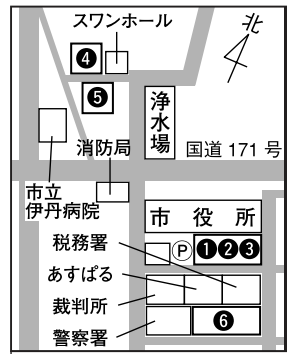 スワンホール
北
❹
❺
浄水場
消防局
国道 171 号
市立
伊丹病院
市役所
税務署
Ⓟ
❶❷❸
あすぱる
裁判所
❻
警察署